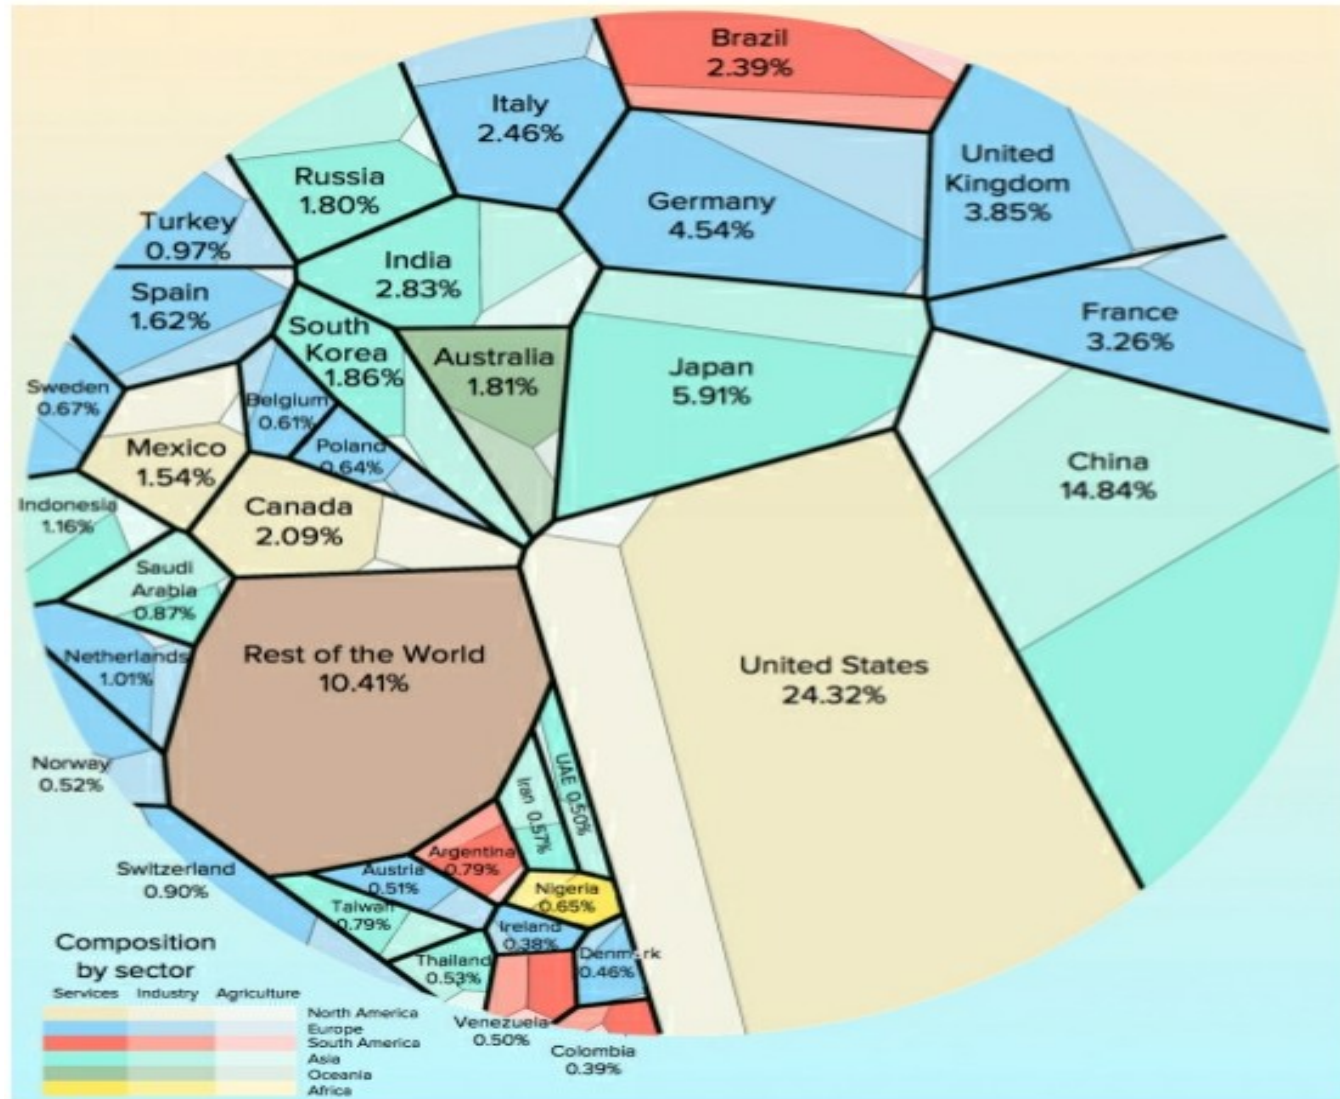 Brazil
2.39%
Italy
2.46%
United
Kingdom
3.85%
Russia
1.80%
Germany
4.54%
Turkey
0.97%
India
2.83%
Spain
1.62%
France
3.26%
South
Korea
1.86%
Australia
1.81%
Japan
5.91%
Sweden
0.67%
Belgium
0.61%
Mexico
1.54%
Poland
0.64%
China
14.84%
Indonesia
1.16%
Canada
2.09%
Saudi
Arabia
0.87%
Netherlands
1.01%
Rest of the World
10.41%
United States
24.32%
Norway
0.52%
Iran 0.57%
UAE 0.50%
Switzerland
0.90%
Austria
0.51%
Argentina
0.79%
Nigeria
0.65%
Taiwan
0.79%
Ireland
0.38%
Thailand
0.53%
Denmark
0.46%
Venezuela
0.50%
Colombia
0.39%
Composition
by sector
Services Industry Agriculture
North America
Europe
South America
Asia
Oceania
Africa